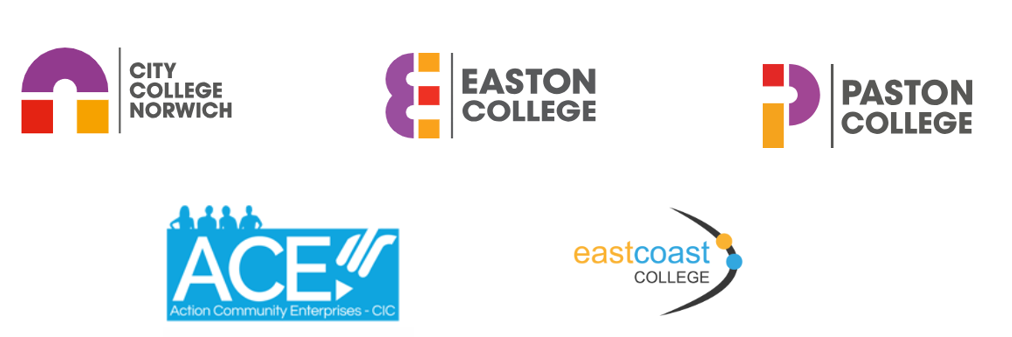 CITY
COLLEGE
NORWICH
EASTON
COLLEGE
PASTON
COLLEGE
ACE
Action Community Enterprises - CIC
eastcoast
COLLEGE